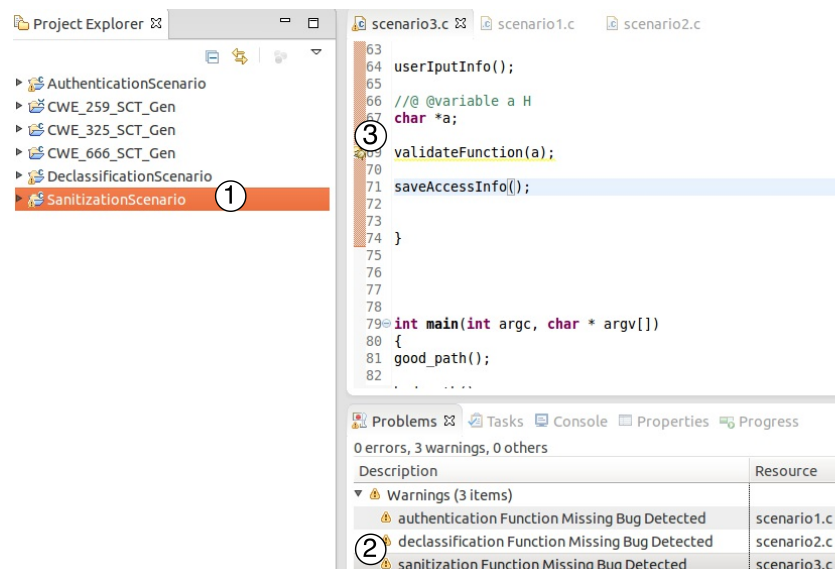 Project Explorer
AuthenticationScenario
CWE_259_SCT_Gen
CWE_325_SCT_Gen
CWE_666_SCT_Gen
DeclassificationScenario
SanitizationScenario 1
scenario3.c scenario1.c scenario2.c
63
64 userIputInfo();
65
66 //@ @variable a H
67 char *a;
3
69 validateFunction(a);
70
71 saveAccessInfo();
72
73
74 }
75
76
77
78
79 int main(int argc, char * argv[])
80 {
81 good_path();
82
Problems Tasks Console Properties Progress
0 errors, 3 warnings, 0 others
Description Resource
Warnings (3 items)
authentication Function Missing Bug Detected scenario1.c
declassification Function Missing Bug Detected scenario2.c
2
sanitization Function Missing Bug Detected scenario3.c